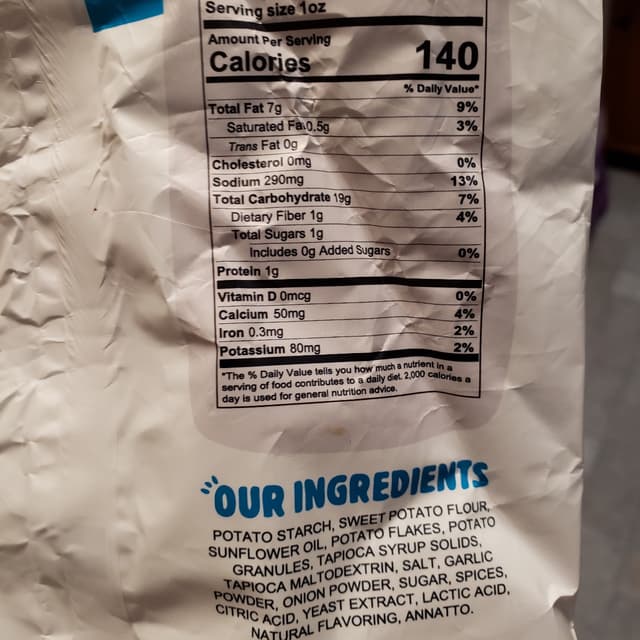 Serving size 1oz
Amount Per Serving
Calories 140
% Daily Value*
Total Fat 7g 9%
Saturated Fat 0.5g 3%
Trans Fat 0g
Cholesterol 0mg 0%
Sodium 290mg 13%
Total Carbohydrate 19g 7%
Dietary Fiber 1g 4%
Total Sugars 1g
Includes 0g Added Sugars 0%
Protein 1g
Vitamin D 0mcg 0%
Calcium 50mg 4%
Iron 0.3mg 2%
Potassium 80mg 2%
*The % Daily Value tells you how much a nutrient in a
serving of food contributes to a daily diet. 2,000 calories a
day is used for general nutrition advice.
OUR INGREDIENTS
POTATO STARCH, SWEET POTATO FLOUR,
SUNFLOWER OIL, POTATO FLAKES, POTATO
GRANULES, TAPIOCA SYRUP SOLIDS,
TAPIOCA MALTODEXTRIN, SALT, GARLIC
POWDER, ONION POWDER, SUGAR, SPICES,
CITRIC ACID, YEAST EXTRACT, LACTIC ACID,
NATURAL FLAVORING, ANNATTO.